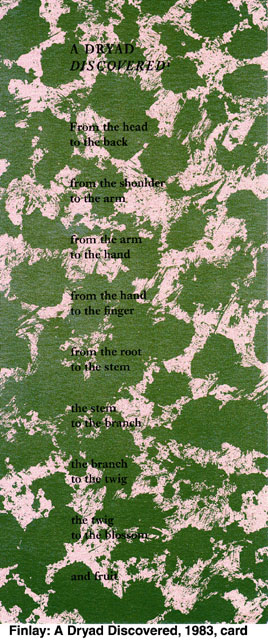 A DRYAD
DISCOVERED
From the head
to the back
from the shoulder
to the arm
from the arm
to the hand
from the hand
to the finger
from the root
to the stem
the stem
to the branch
the branch
to the twig
the twig
to the blossom
and fruit
Finlay: A Dryad Discovered, 1983, card